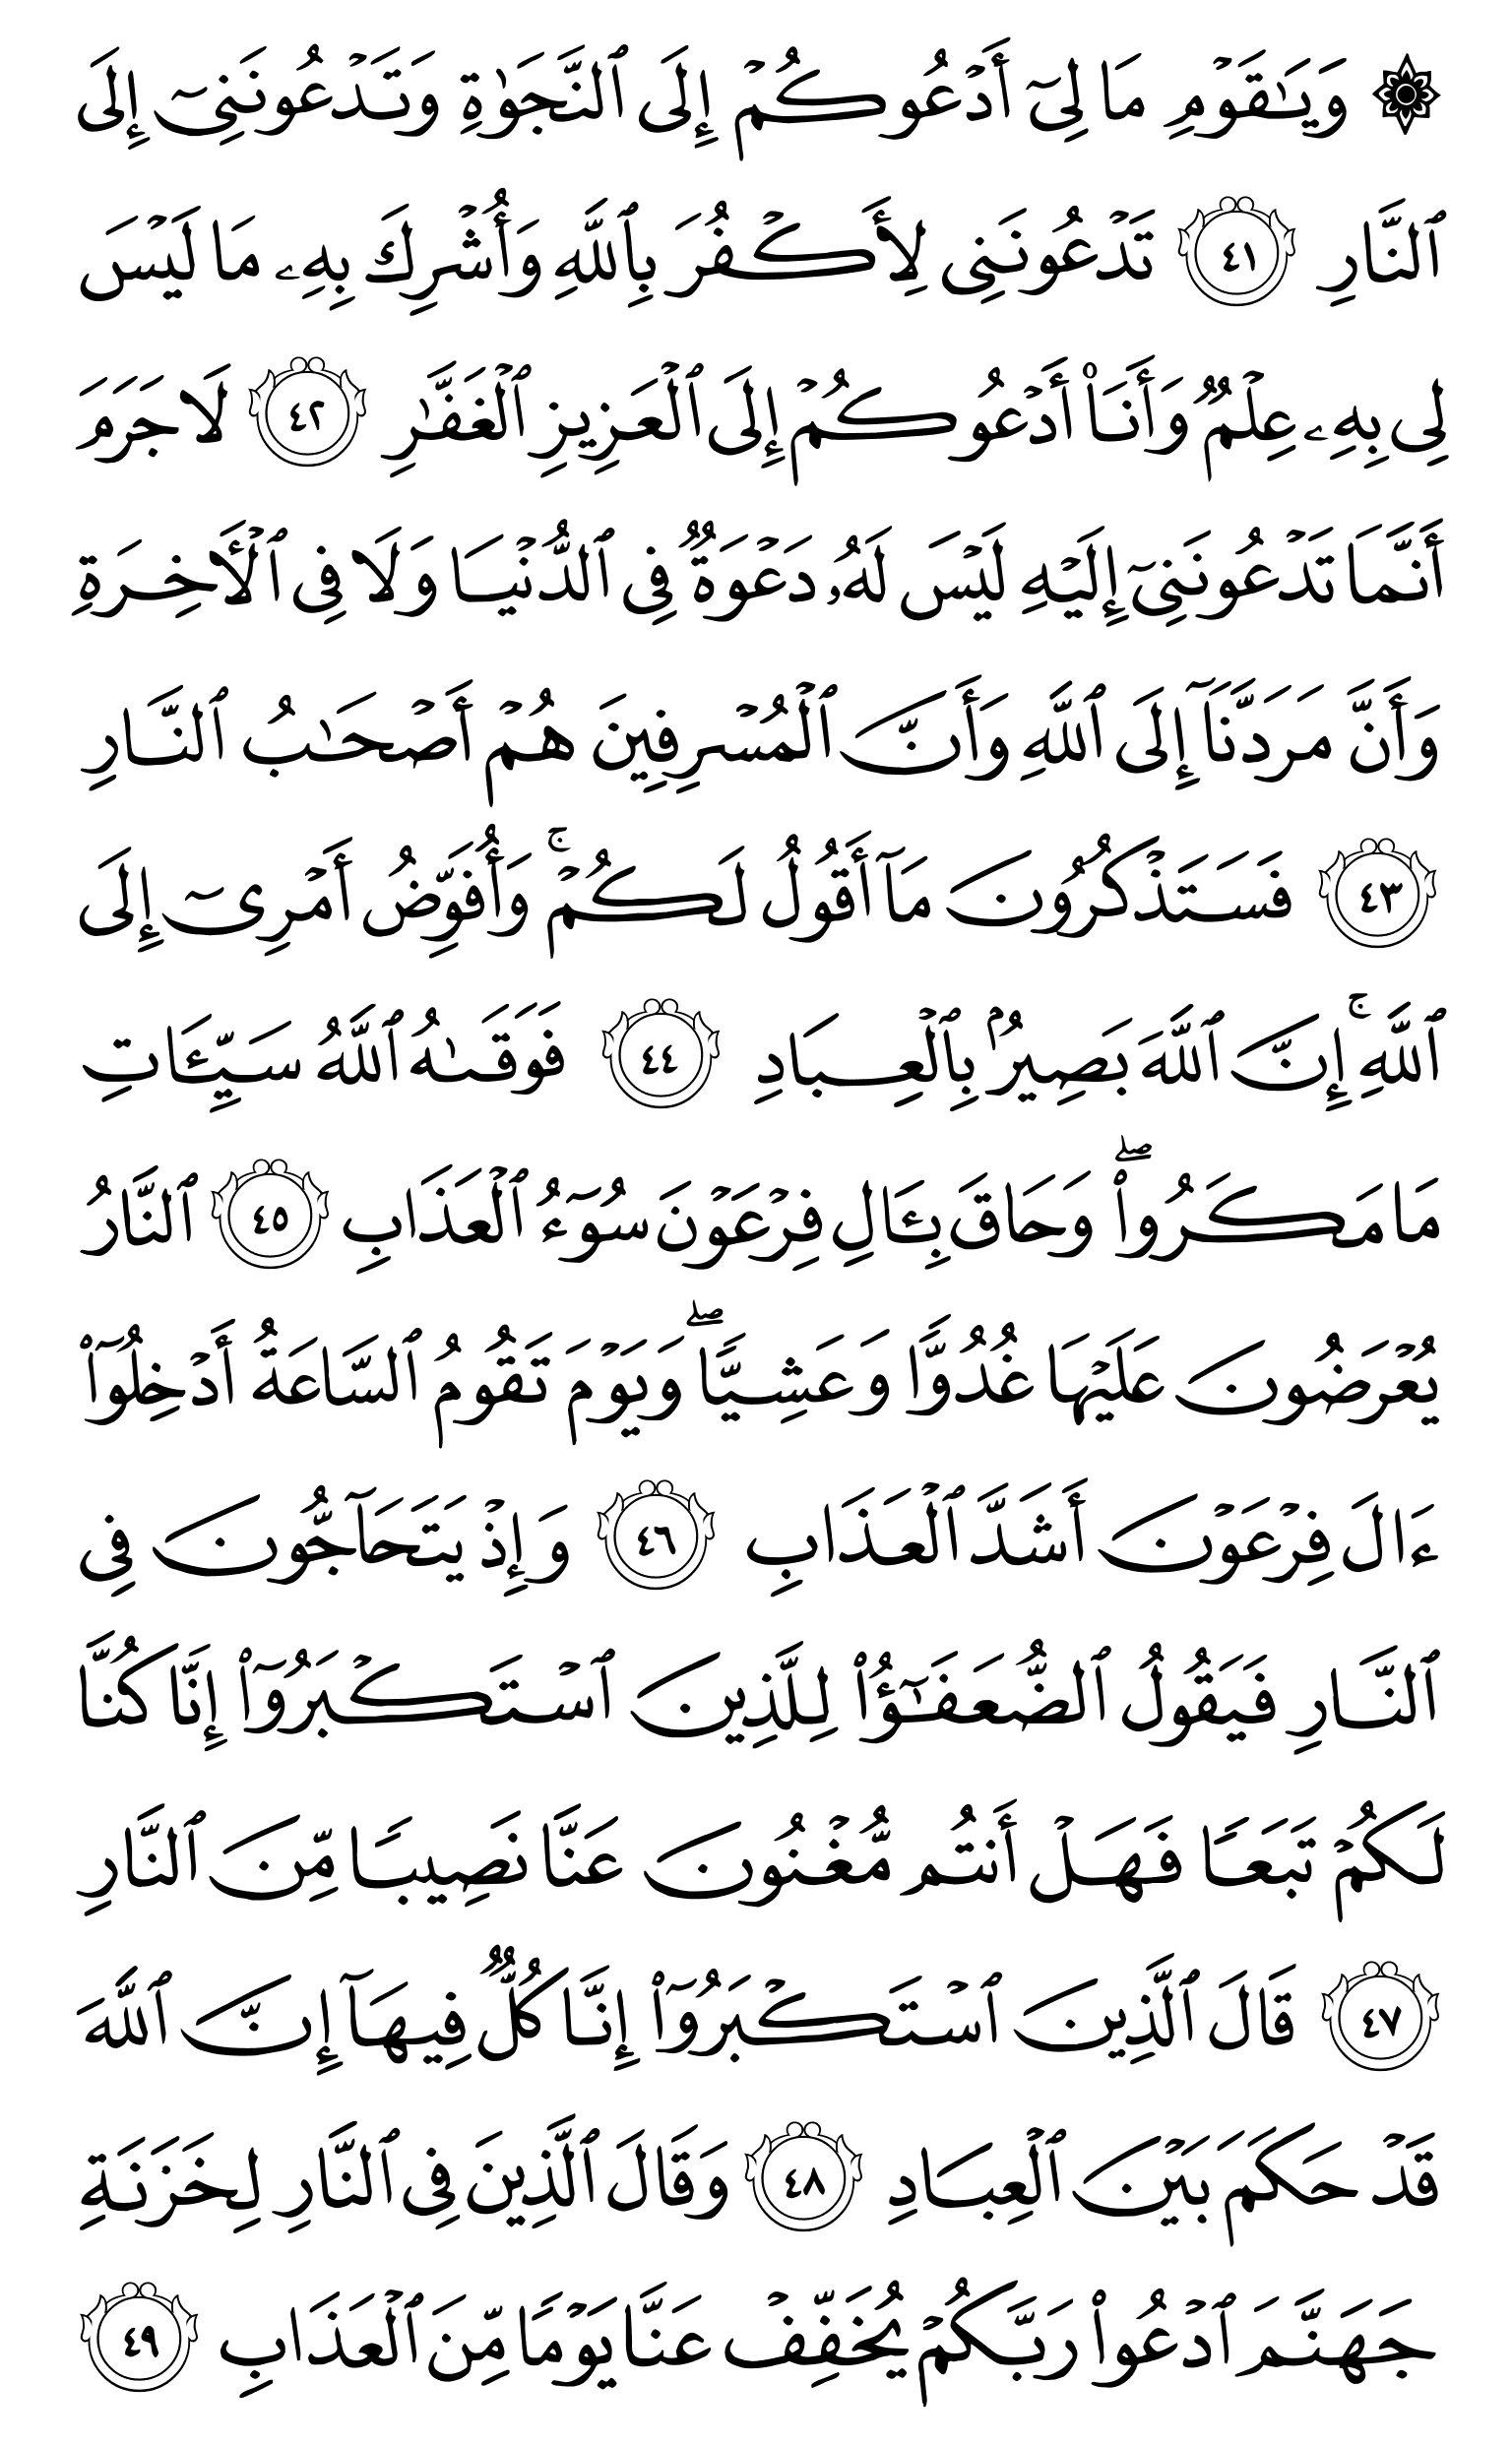 ۞ وَيَـٰقَوْمِ مَا لِىٓ أَدْعُوكُمْ إِلَى ٱلنَّجَوٰةِ وَتَدْعُونَنِىٓ إِلَى
ٱلنَّارِ ٤١ تَدْعُونَنِى لِأَكْفُرَ بِٱللَّهِ وَأُشْرِكَ بِهِۦ مَا لَيْسَ
لِى بِهِۦ عِلْمٌ وَأَنَا۠ أَدْعُوكُمْ إِلَى ٱلْعَزِيزِ ٱلْغَفَّـٰرِ ٤٢ لَا جَرَمَ
أَنَّمَا تَدْعُونَنِىٓ إِلَيْهِ لَيْسَ لَهُۥ دَعْوَةٌ فِى ٱلدُّنْيَا وَلَا فِى ٱلْأَخِرَةِ
وَأَنَّ مَرَدَّنَآ إِلَى ٱللَّهِ وَأَنَّ ٱلْمُسْرِفِينَ هُمْ أَصْحَـٰبُ ٱلنَّارِ
٤٣ فَسَتَذْكُرُونَ مَآ أَقُولُ لَكُمْ ۚ وَأُفَوِّضُ أَمْرِىٓ إِلَى
ٱللَّهِ ۚ إِنَّ ٱللَّهَ بَصِيرٌۢ بِٱلْعِبَادِ ٤٤ فَوَقَىٰهُ ٱللَّهُ سَيِّـَٔاتِ
مَا مَكَرُوا۟ ۖ وَحَاقَ بِـَٔالِ فِرْعَوْنَ سُوٓءُ ٱلْعَذَابِ ٤٥ ٱلنَّارُ
يُعْرَضُونَ عَلَيْهَا غُدُوًّا وَعَشِيًّا ۖ وَيَوْمَ تَقُومُ ٱلسَّاعَةُ أَدْخِلُوٓا۟
ءَالَ فِرْعَوْنَ أَشَدَّ ٱلْعَذَابِ ٤٦ وَإِذْ يَتَحَآجُّونَ فِى
ٱلنَّارِ فَيَقُولُ ٱلضُّعَفَـٰٓؤُا۟ لِلَّذِينَ ٱسْتَكْبَرُوٓا۟ إِنَّا كُنَّا
لَكُمْ تَبَعًا فَهَلْ أَنتُم مُّغْنُونَ عَنَّا نَصِيبًا مِّنَ ٱلنَّارِ
٤٧ قَالَ ٱلَّذِينَ ٱسْتَكْبَرُوٓا۟ إِنَّا كُلٌّ فِيهَآ إِنَّ ٱللَّهَ
قَدْ حَكَمَ بَيْنَ ٱلْعِبَادِ ٤٨ وَقَالَ ٱلَّذِينَ فِى ٱلنَّارِ لِخَزَنَةِ
جَهَنَّمَ ٱدْعُوا۟ رَبَّكُمْ يُخَفِّفْ عَنَّا يَوْمًا مِّنَ ٱلْعَذَابِ ٤٩